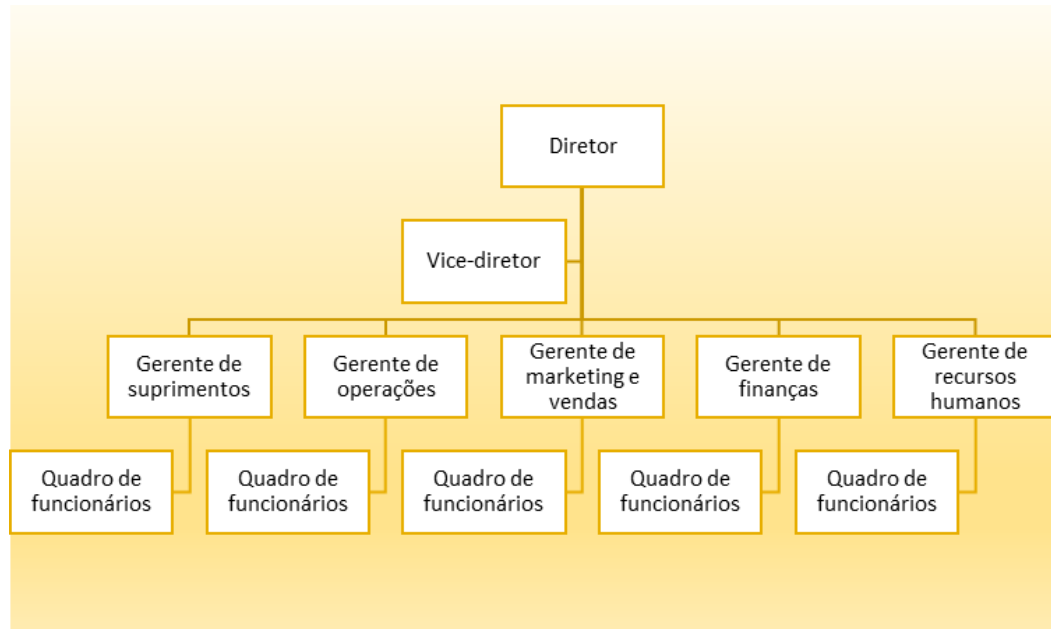 Diretor
Vice-diretor
Gerente de
suprimentos
Gerente de
operações
Gerente de
marketing e
vendas
Gerente de
finanças
Gerente de
recursos
humanos
Quadro de
funcionários
Quadro de
funcionários
Quadro de
funcionários
Quadro de
funcionários
Quadro de
funcionários